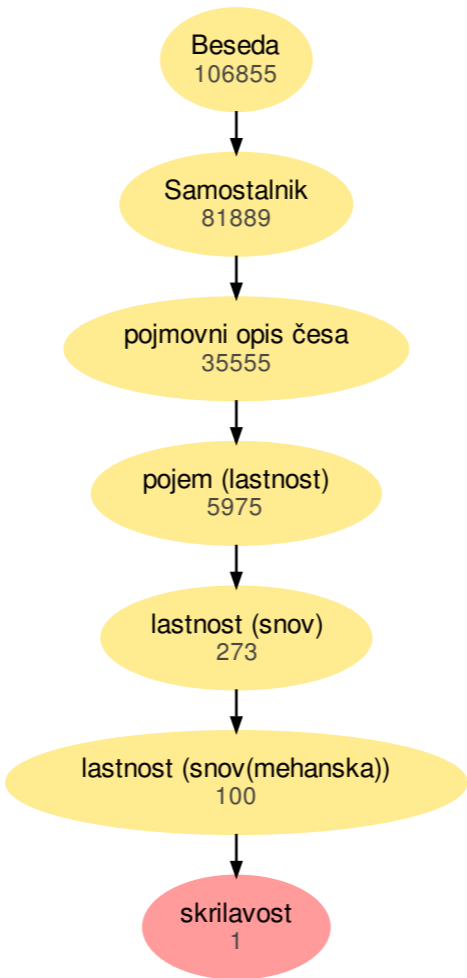 Beseda
106855
Samostalnik
81889
pojmovni opis česa
35555
pojem (lastnost)
5975
lastnost (snov)
273
lastnost (snov(mehanska))
100
skrilavost
1